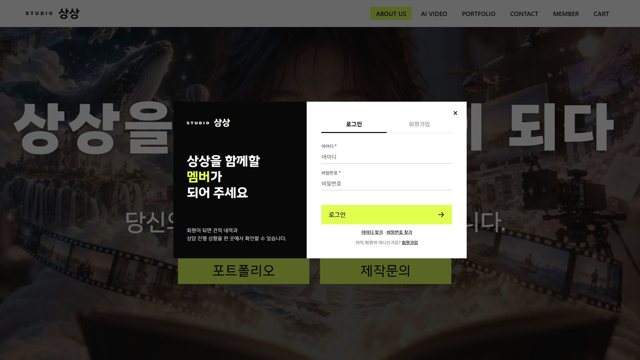 STUDIO 상상
ABOUT US
AI VIDEO
PORTFOLIO
CONTACT
MEMBER
CART
상상을
ㅣ 되다
당신의
니다.
포트폴리오
제작문의
STUDIO 상상
상상을 함께할
멤버가
되어 주세요
회원이 되면 견적 내역과
상담 진행 상황을 한 곳에서 확인할 수 있습니다.
×
로그인
회원가입
아이디 *
아이디
비밀번호 *
비밀번호
로그인 →
아이디 찾기 비밀번호 찾기
아직 회원이 아니신가요? 회원가입